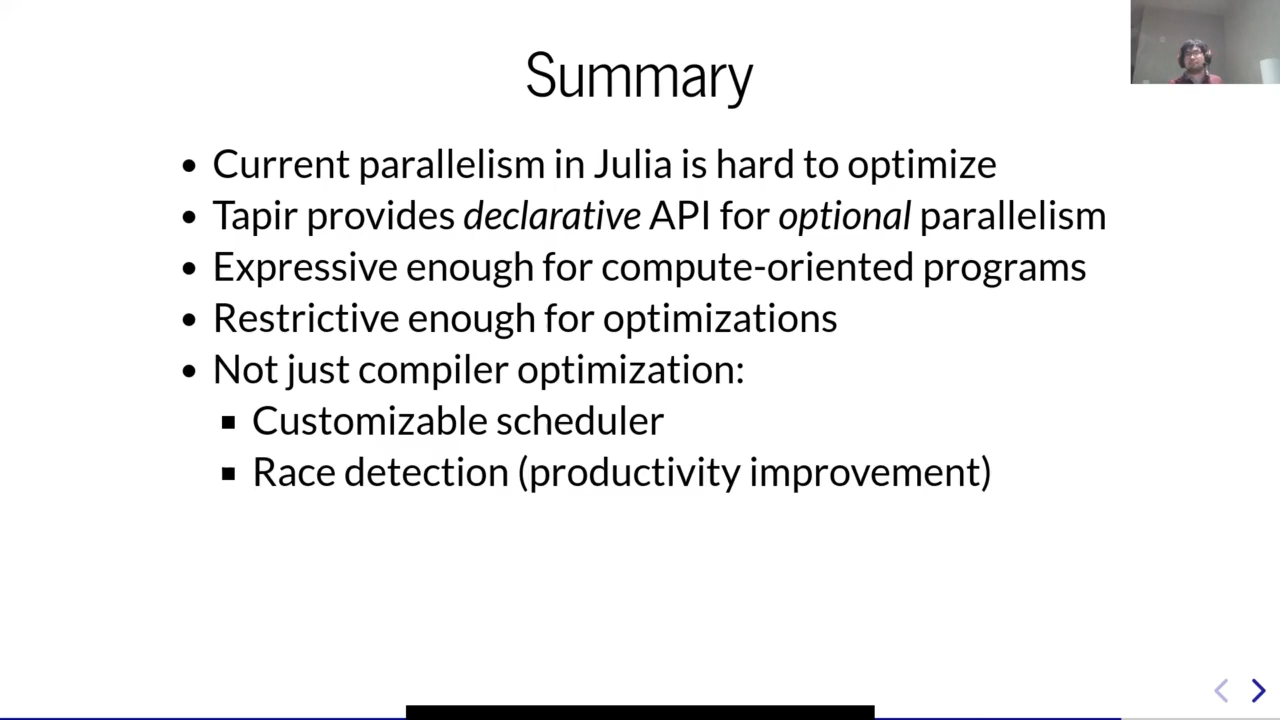 Summary
• Current parallelism in Julia is hard to optimize
• Tapir provides declarative API for optional parallelism
• Expressive enough for compute-oriented programs
• Restrictive enough for optimizations
• Not just compiler optimization:
▪ Customizable scheduler
▪ Race detection (productivity improvement)